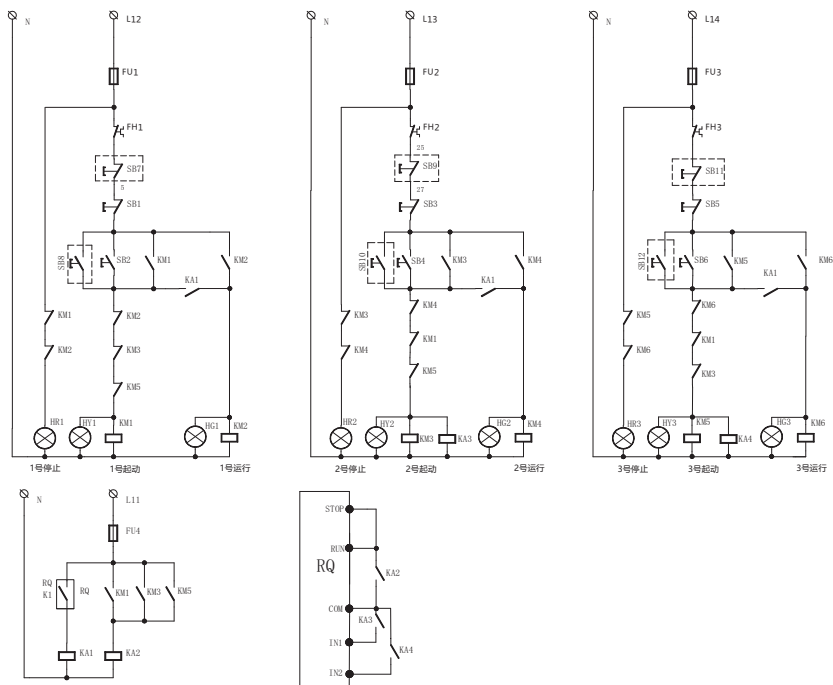 N
L12
FU1
FH1
SB7
5
SB1
SB8
SB2
KM1
KM2
KA1
KM1
KM2
KM2
KM3
KM5
HR1
HY1
KM1
HG1
KM2
1号停止
1号起动
1号运行
N
L13
FU2
FH2
25
SB9
27
SB3
SB10
SB4
KM3
KM4
KA1
KM3
KM4
KM4
KM1
KM5
HR2
HY2
KM3
KA3
HG2
KM4
2号停止
2号起动
2号运行
N
L14
FU3
FH3
SB11
SB5
SB12
SB6
KM5
KM6
KA1
KM5
KM6
KM6
KM1
KM3
HR3
HY3
KM5
KA4
HG3
KM6
3号停止
3号起动
3号运行
N
L11
FU4
RQ
K1
RQ
KM1
KM3
KM5
KA1
KA2
STOP
RUN
RQ
KA2
COM
KA3
IN1
KA4
IN2